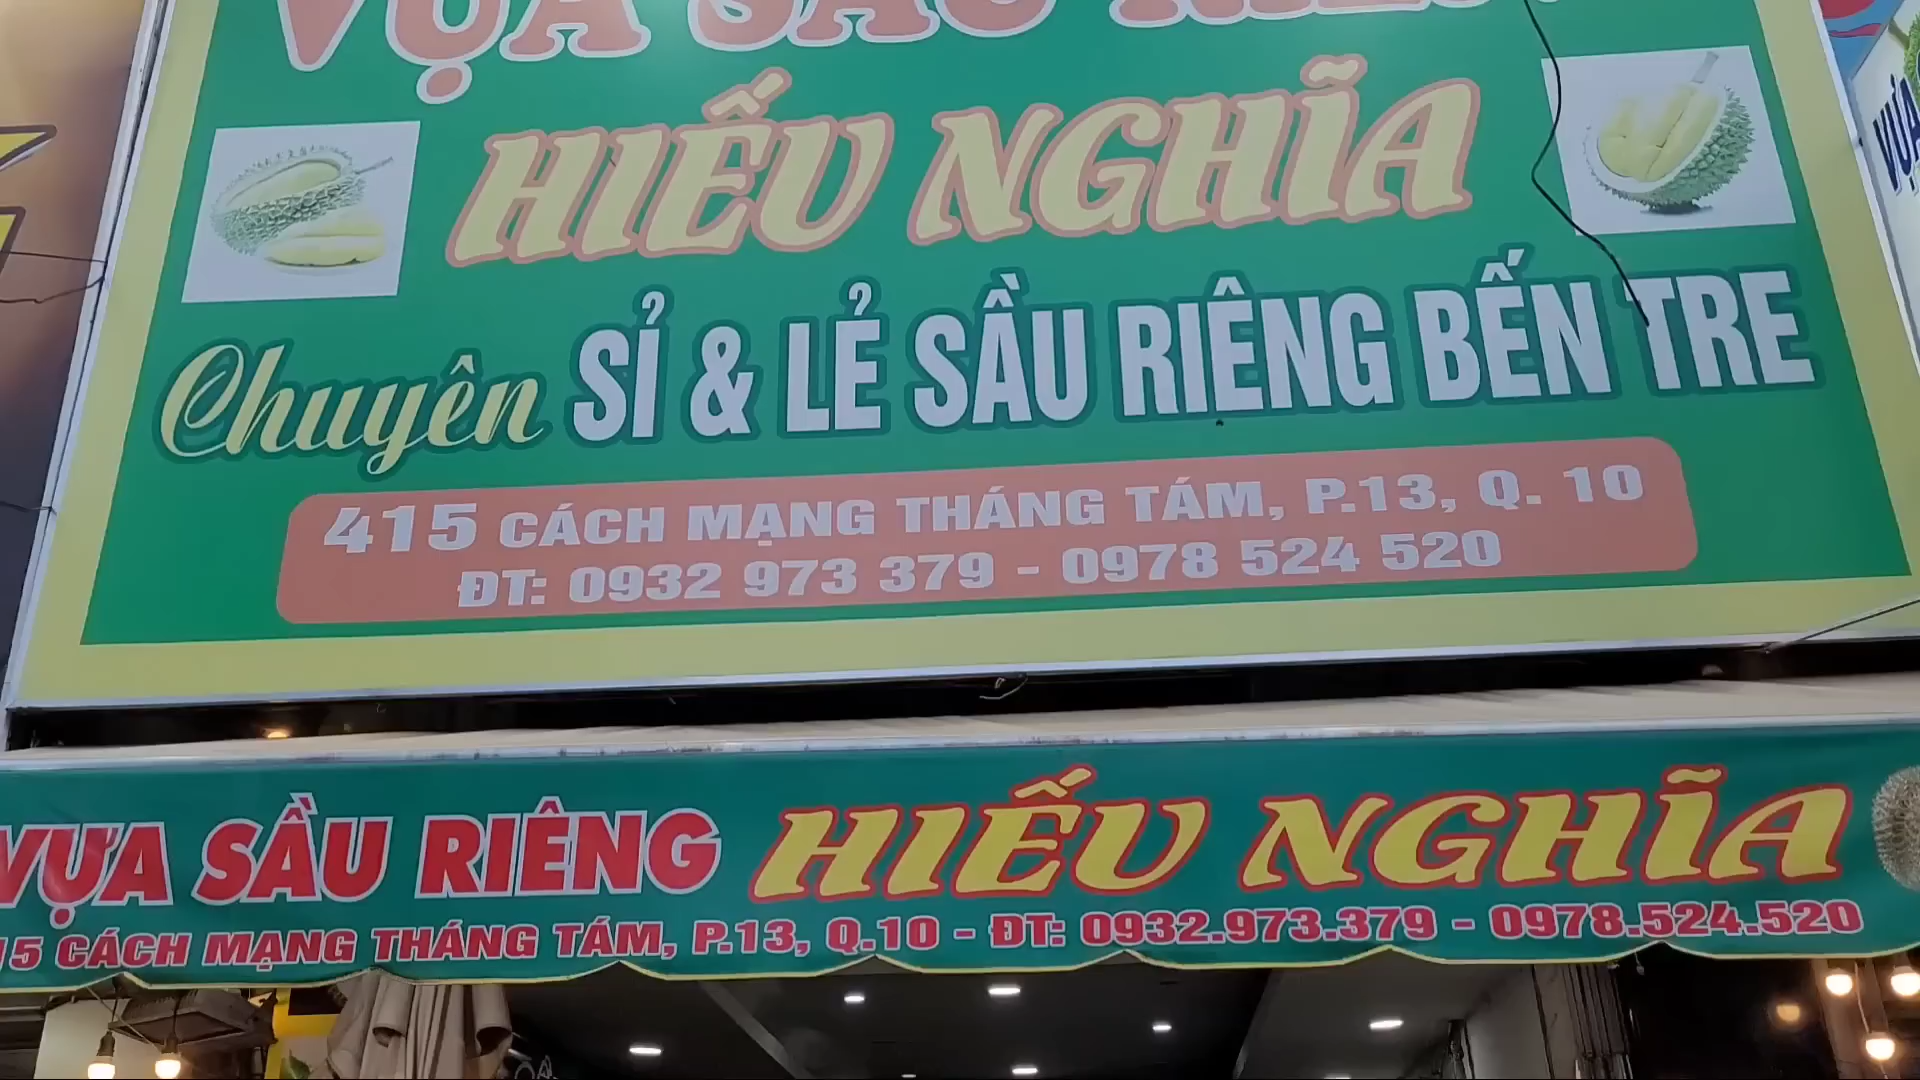 VỰA SẦU RIÊNG
HIẾU NGHĨA
Chuyên SỈ & LẺ SẦU RIÊNG BẾN TRE
415 CÁCH MẠNG THÁNG TÁM, P.13, Q. 10
ĐT: 0932 973 379 - 0978 524 520
VỰA
VỰA SẦU RIÊNG HIẾU NGHĨA
15 CÁCH MẠNG THÁNG TÁM, P.13, Q.10 - ĐT: 0932.973.379 - 0978.524.520